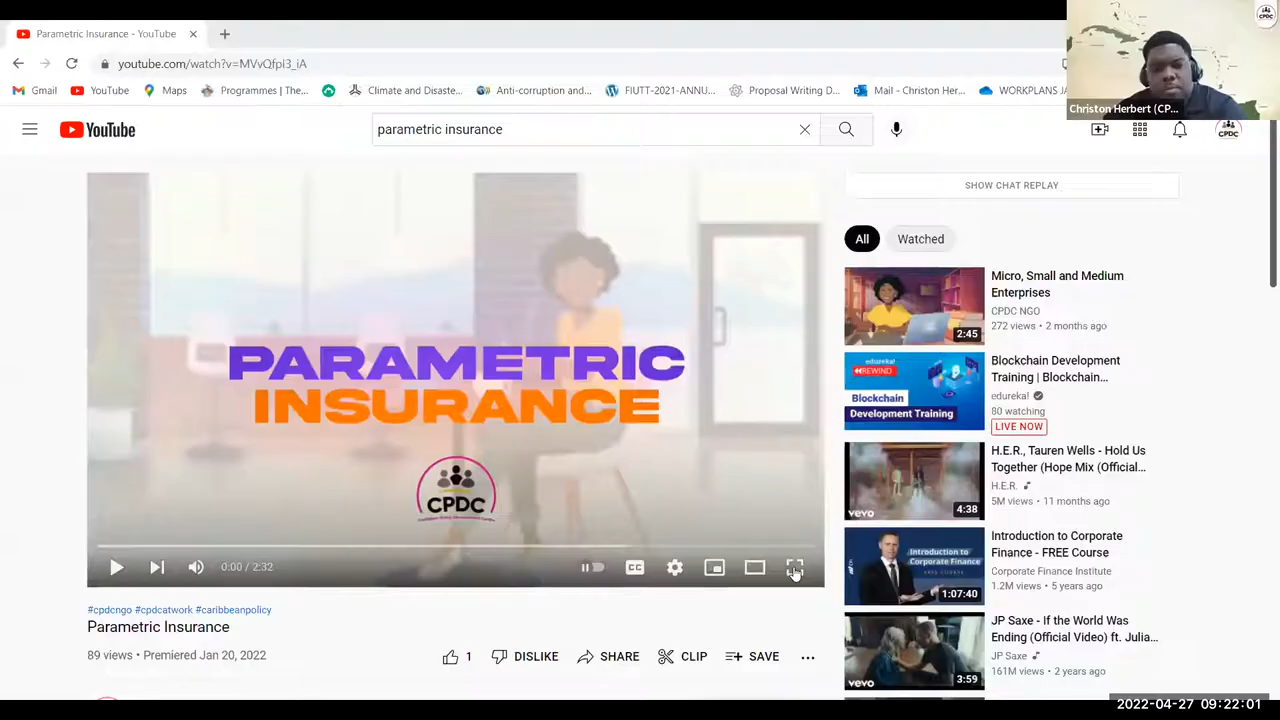 Parametric Insurance - YouTube
youtube.com/watch?v=MVvQfpI3_iA
Gmail
YouTube
Maps
Programmes | The...
Climate and Disaste...
Anti-corruption and...
FIUTT-2021-ANNU...
Proposal Writing D...
Mail - Christon Her...
WORKPLANS JA
CPDC
Christon Herbert (CP...
YouTube
parametric insurance
CPDC
SHOW CHAT REPLAY
PARAMETRIC
INSURANCE
CPDC
0:00 / 2:32
CC
#cpdcngo #cpdcatwork #caribbeanpolicy
Parametric Insurance
89 views • Premiered Jan 20, 2022
1
DISLIKE
SHARE
CLIP
SAVE
All
Watched
2:45
Micro, Small and Medium
Enterprises
CPDC NGO
272 views • 2 months ago
edureka!
REWIND
Blockchain
Development Training
Blockchain Development
Training | Blockchain...
edureka!
80 watching
LIVE NOW
vevo
4:38
H.E.R., Tauren Wells - Hold Us
Together (Hope Mix (Official...
H.E.R.
5M views • 11 months ago
Introduction to
Corporate Finance
FREE COURSE
1:07:40
Introduction to Corporate
Finance - FREE Course
Corporate Finance Institute
1.2M views • 5 years ago
vevo
3:59
JP Saxe - If the World Was
Ending (Official Video) ft. Julia...
JP Saxe
161M views • 2 years ago
2022-04-27 09:22:01